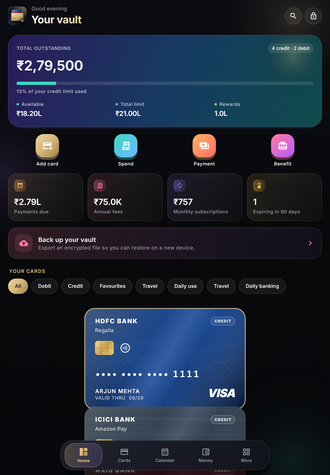 Good evening
Your vault
TOTAL OUTSTANDING
4 credit · 2 debit
₹2,79,500
13% of your credit limit used
Available
Total limit
Rewards
₹18.20L
₹21.00L
1.0L
Add card
Spend
Payment
Benefit
₹2.79L
₹75.0K
₹757
1
Payments due
Annual fees
Monthly subscriptions
Expiring in 90 days
Back up your vault
Export an encrypted file so you can restore on a new device.
YOUR CARDS
All
Debit
Credit
Favourites
Travel
Daily use
Travel
Daily banking
HDFC BANK
CREDIT
Regalia
•••• •••• •••• 1111
ARJUN MEHTA
VALID THRU 08/29
VISA
ICICI BANK
CREDIT
Amazon Pay
Home
Cards
Calendar
Money
More